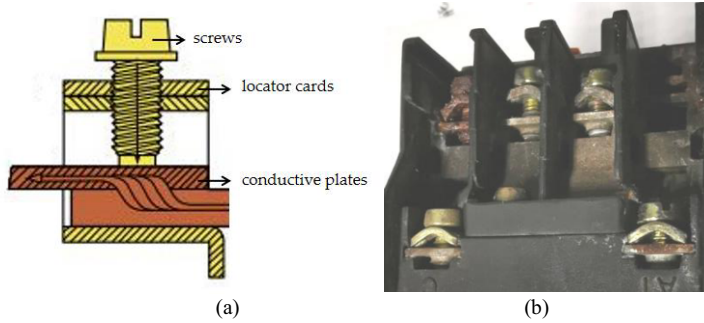 screws
locator cards
conductive plates
(a)
(b)